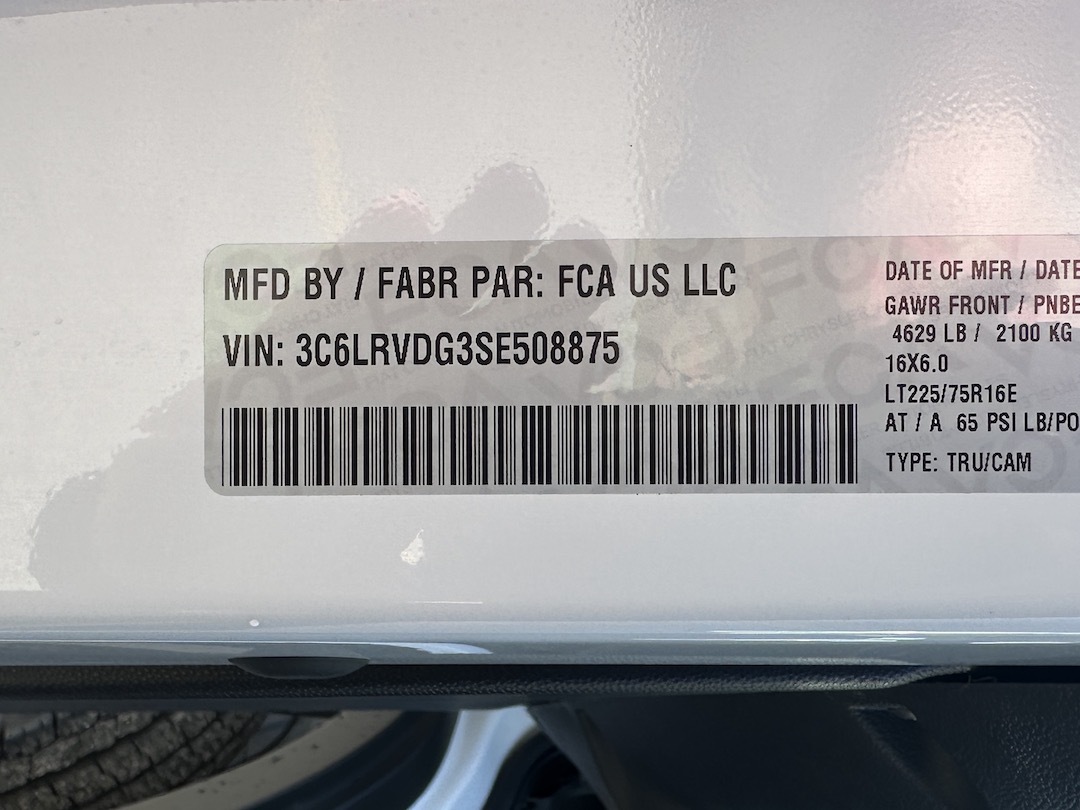 MFD BY / FABR PAR: FCA US LLC
VIN: 3C6LRVDG3SE508875
DATE OF MFR / DATE
GAWR FRONT / PNBE
4629 LB / 2100 KG
16X6.0
LT225/75R16E
AT / A 65 PSI LB/PO
TYPE: TRU/CAM